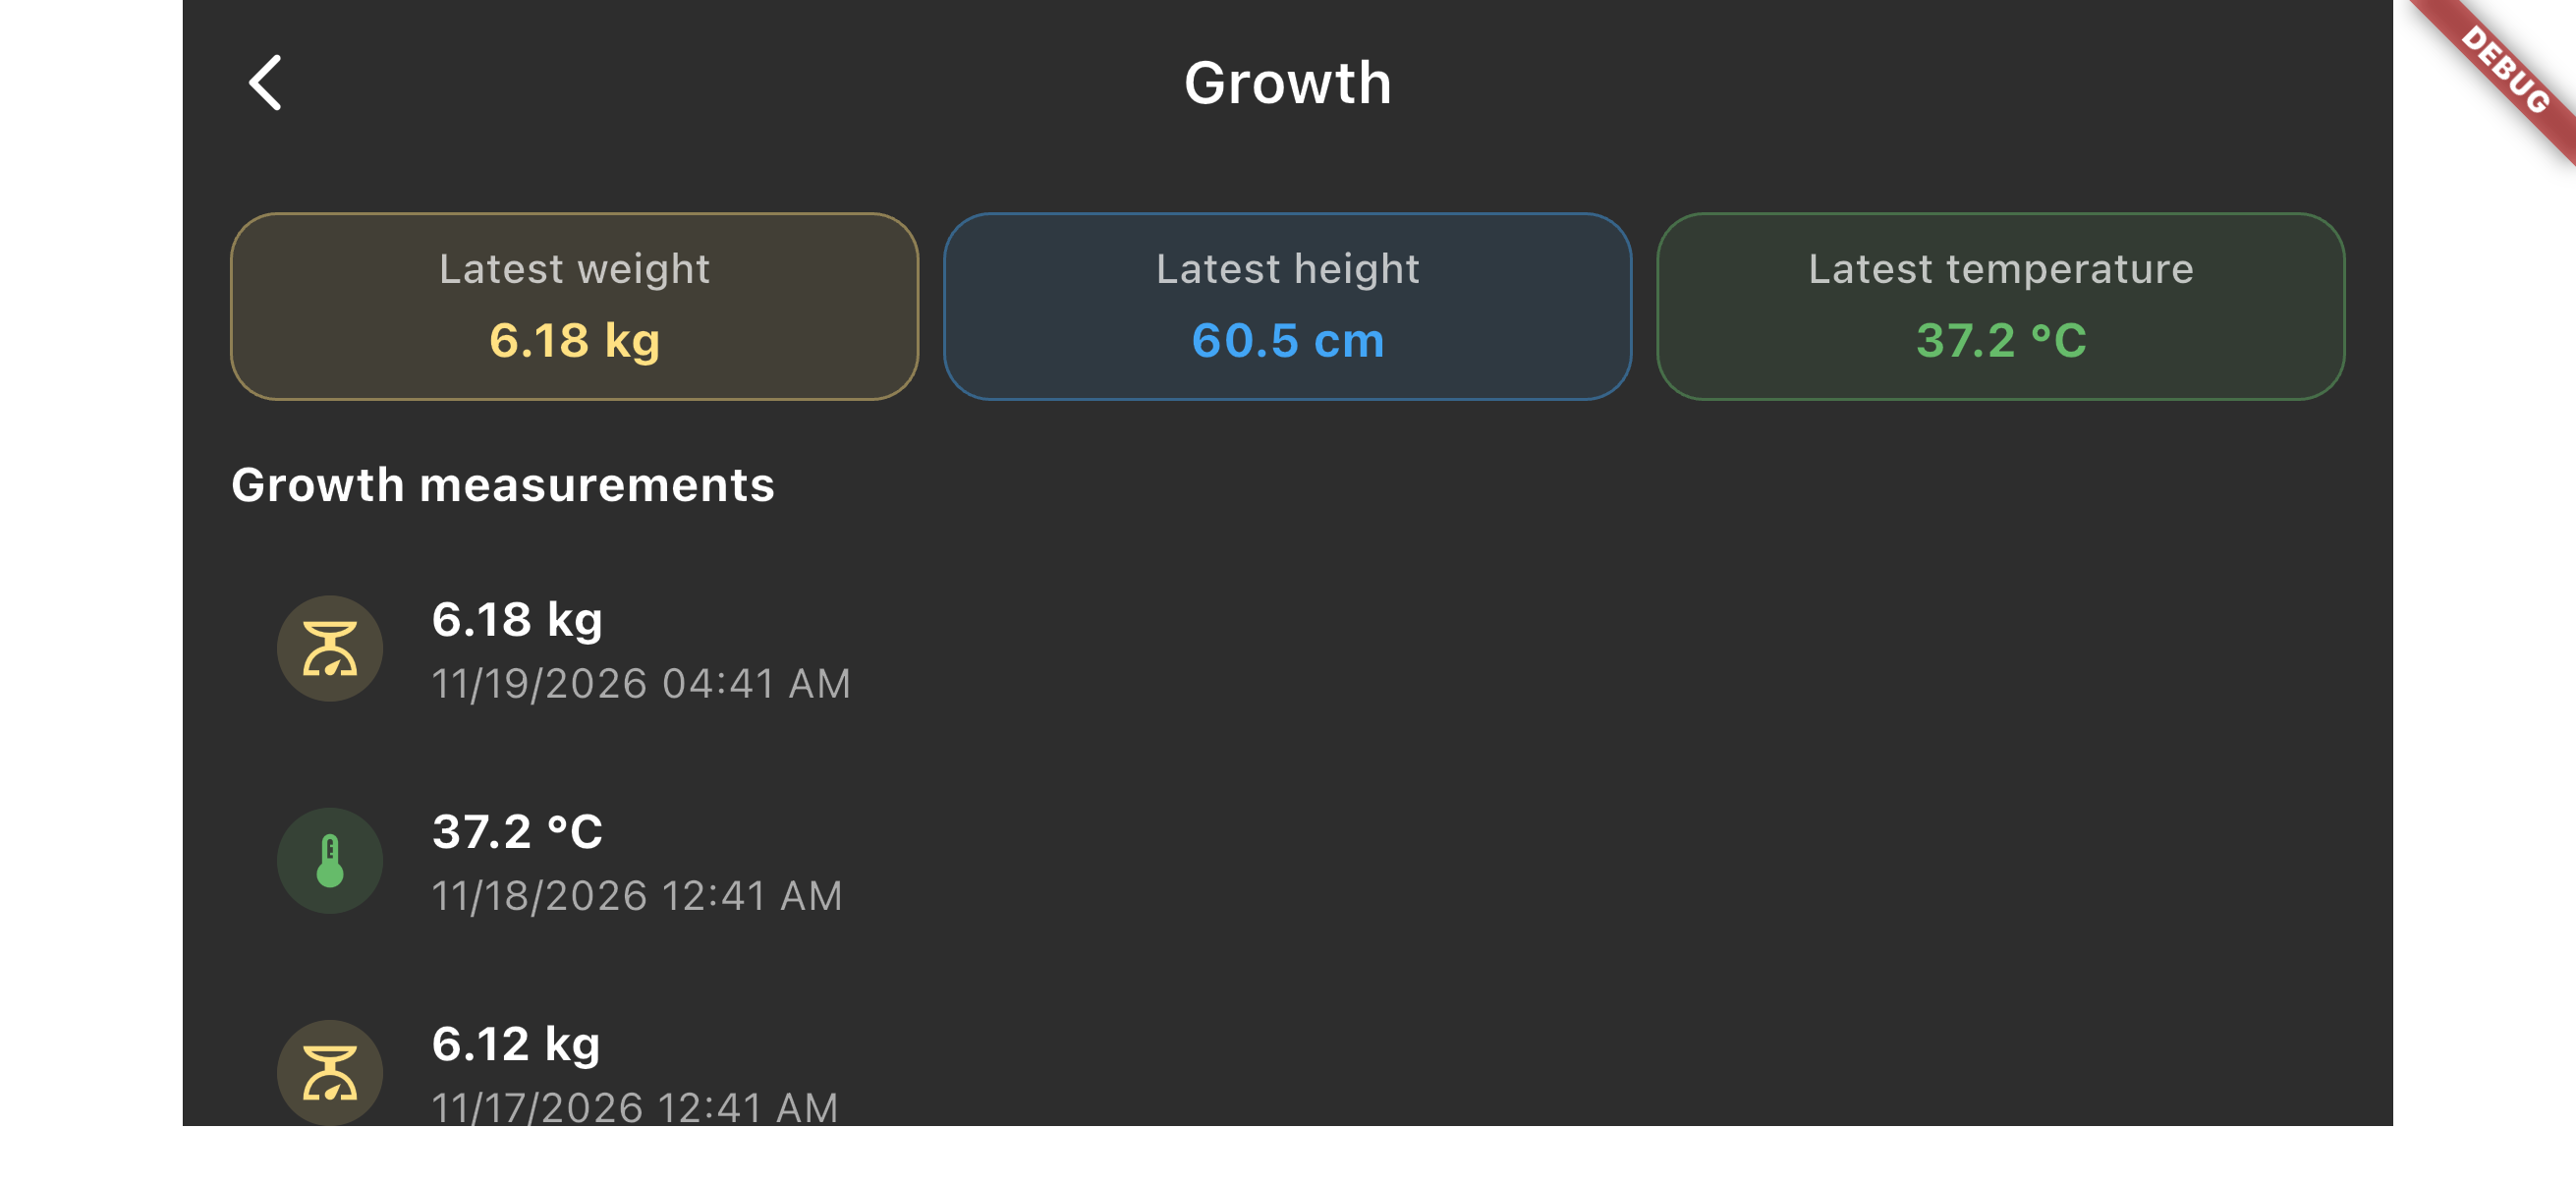 Growth
DEBUG
Latest weight
6.18 kg
Latest height
60.5 cm
Latest temperature
37.2 °C
Growth measurements
6.18 kg
11/19/2026 04:41 AM
37.2 °C
11/18/2026 12:41 AM
6.12 kg
11/17/2026 12:41 AM